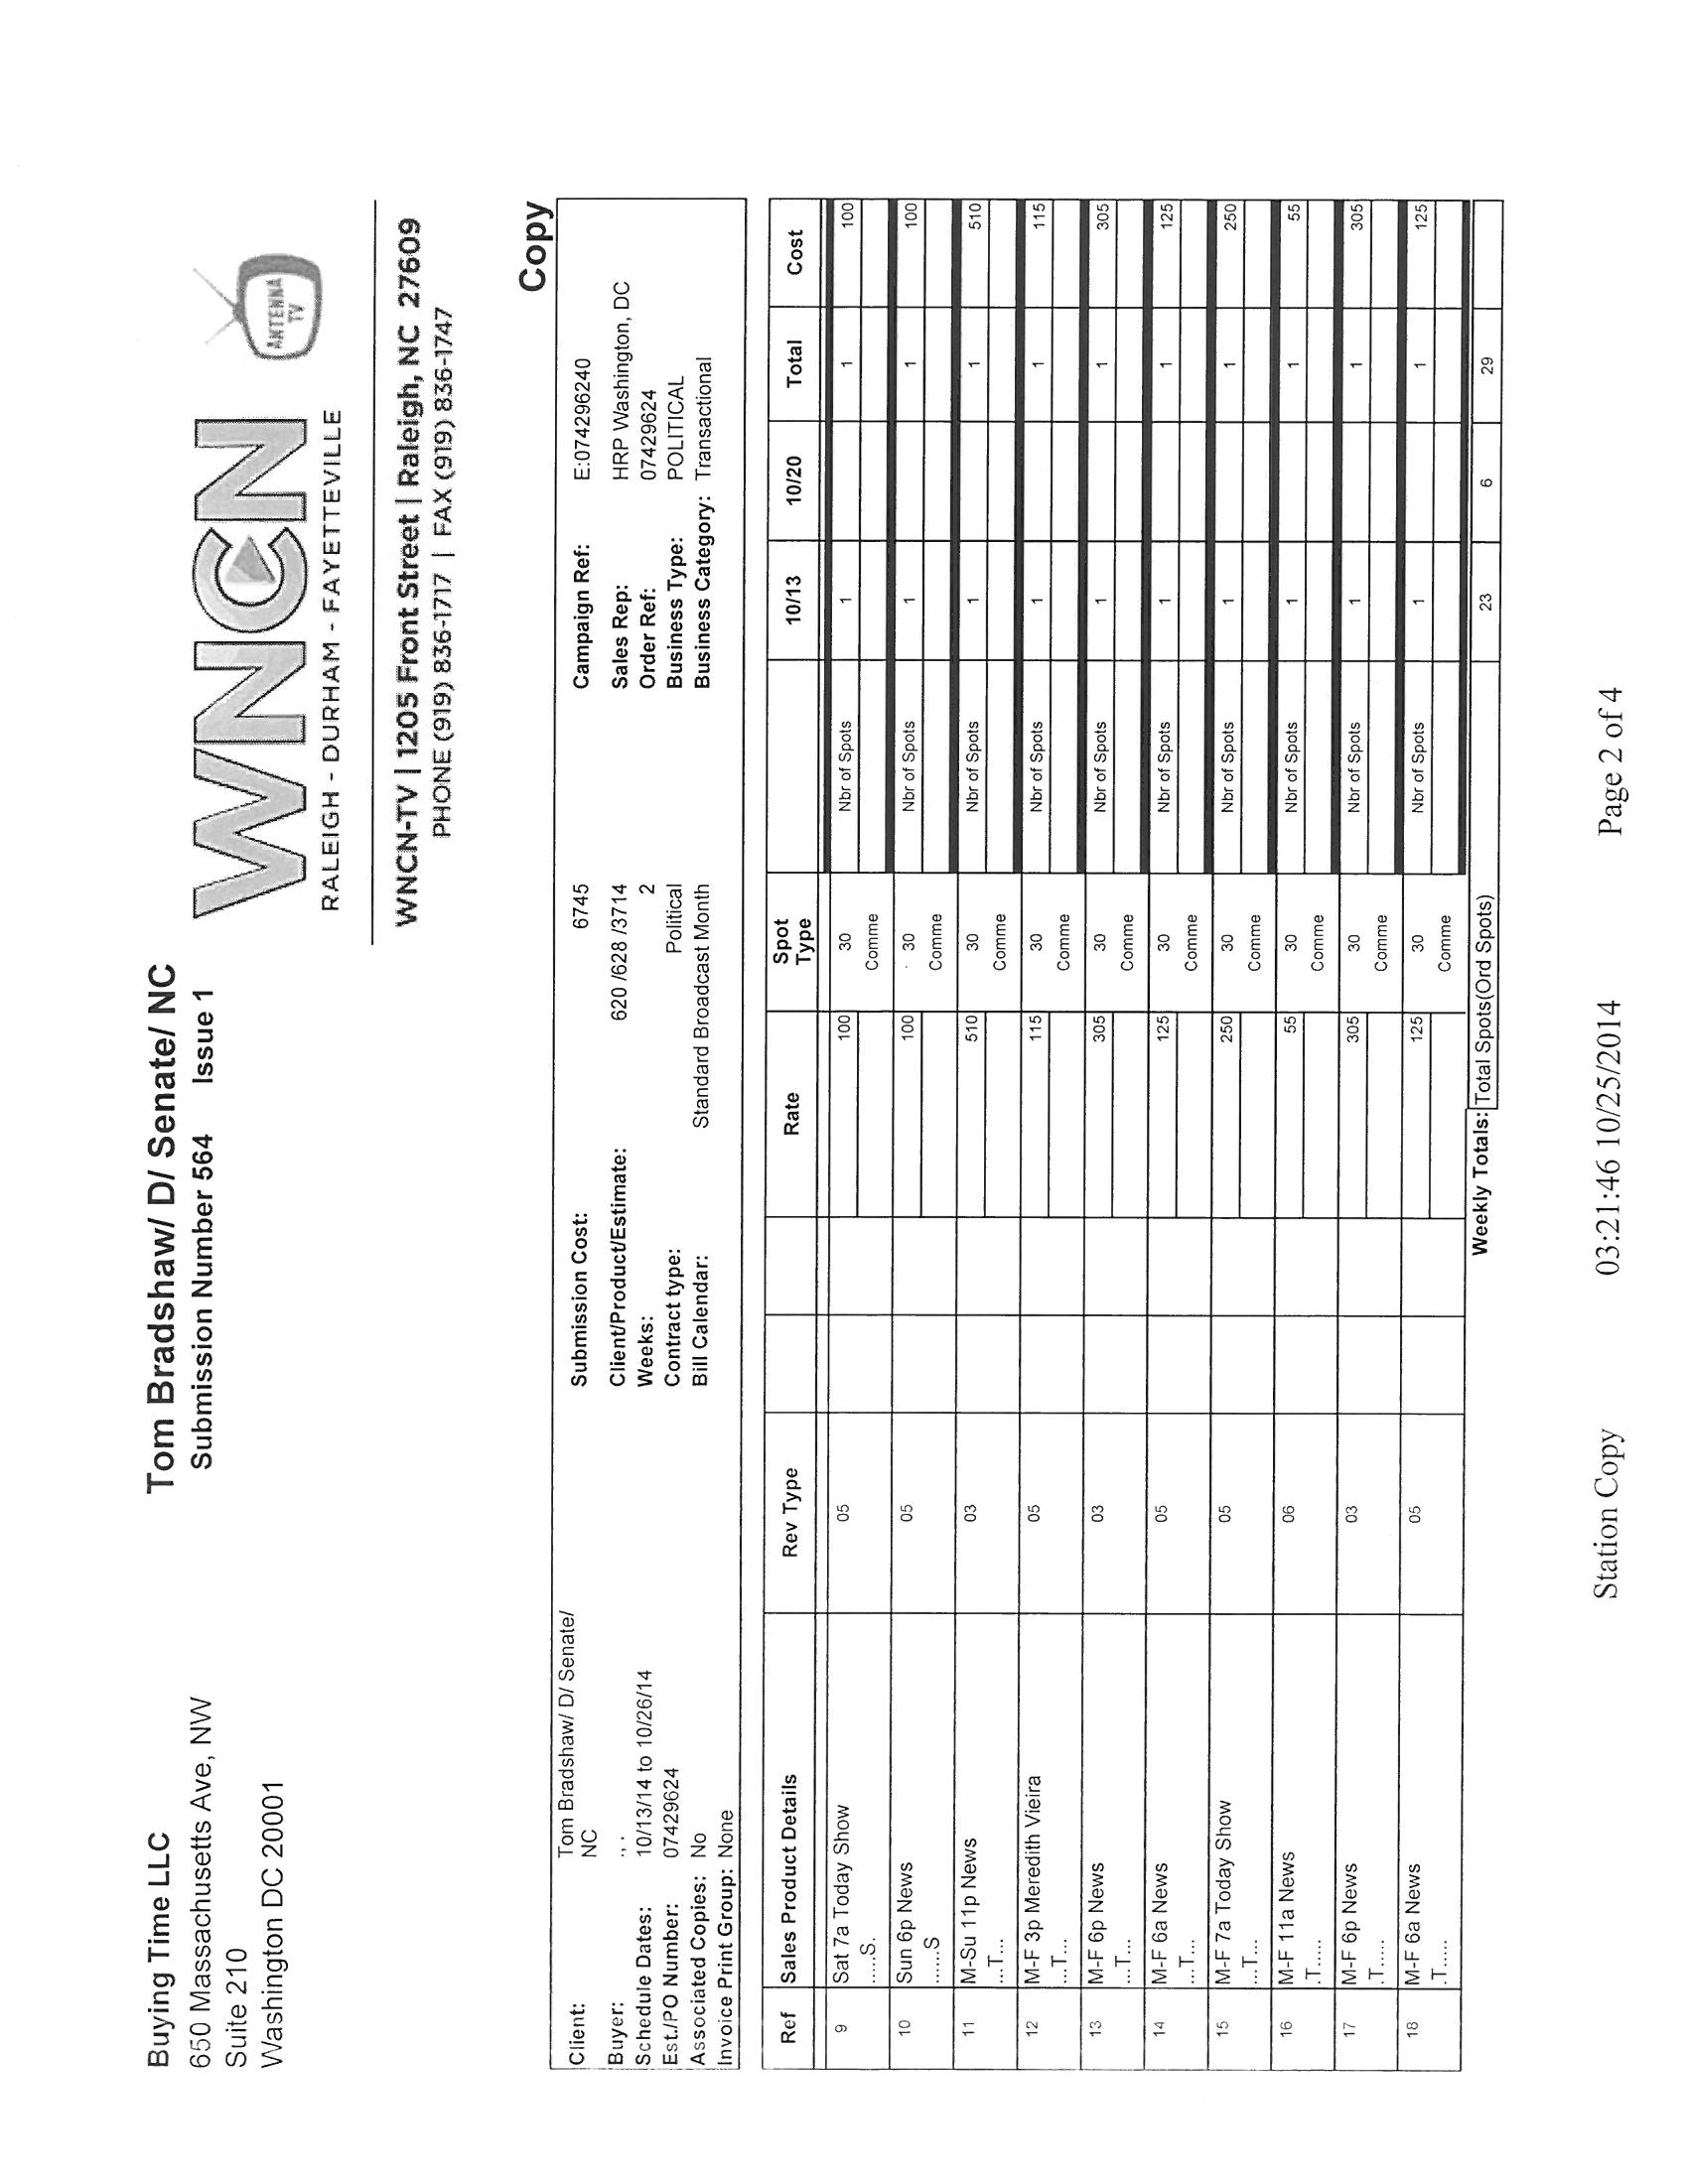 Buying Time LLC
650 Massachusetts Ave, NW
Suite 210
Washington DC 20001
Tom Bradshaw/ D/ Senate/ NC
Submission Number 564 Issue 1
WNCN
RALEIGH - DURHAM - FAYETTEVILLE
ANTENNA
TV
WNCN-TV | 1205 Front Street | Raleigh, NC 27609
PHONE (919) 836-1717 | FAX (919) 836-1747
Copy
Client: Tom Bradshaw/ D/ Senate/ NC Submission Cost: 6745 Campaign Ref: E:074296240
Buyer: ., . Client/Product/Estimate: 620 /628 /3714 Sales Rep: HRP Washington, DC
Schedule Dates: 10/13/14 to 10/26/14 Weeks: 2 Order Ref: 07429624
Est./PO Number: 07429624 Contract type: Political Business Type: POLITICAL
Associated Copies: No Bill Calendar: Standard Broadcast Month Business Category: Transactional
Invoice Print Group: None
Ref Sales Product Details Rev Type Rate Spot Type 10/13 10/20 Total Cost
9 Sat 7a Today Show 05 100 30 Nbr of Spots 1 1 100
.....S. Comme
10 Sun 6p News 05 100 30 Nbr of Spots 1 1 100
......S Comme
11 M-Su 11p News 03 510 30 Nbr of Spots 1 1 510
...T... Comme
12 M-F 3p Meredith Vieira 05 115 30 Nbr of Spots 1 1 115
...T... Comme
13 M-F 6p News 03 305 30 Nbr of Spots 1 1 305
...T... Comme
14 M-F 6a News 05 125 30 Nbr of Spots 1 1 125
...T... Comme
15 M-F 7a Today Show 05 250 30 Nbr of Spots 1 1 250
...T... Comme
16 M-F 11a News 06 55 30 Nbr of Spots 1 1 55
.T..... Comme
17 M-F 6p News 03 305 30 Nbr of Spots 1 1 305
.T..... Comme
18 M-F 6a News 05 125 30 Nbr of Spots 1 1 125
.T..... Comme
Weekly Totals: Total Spots(Ord Spots) 23 6 29
Station Copy 03:21:46 10/25/2014 Page 2 of 4